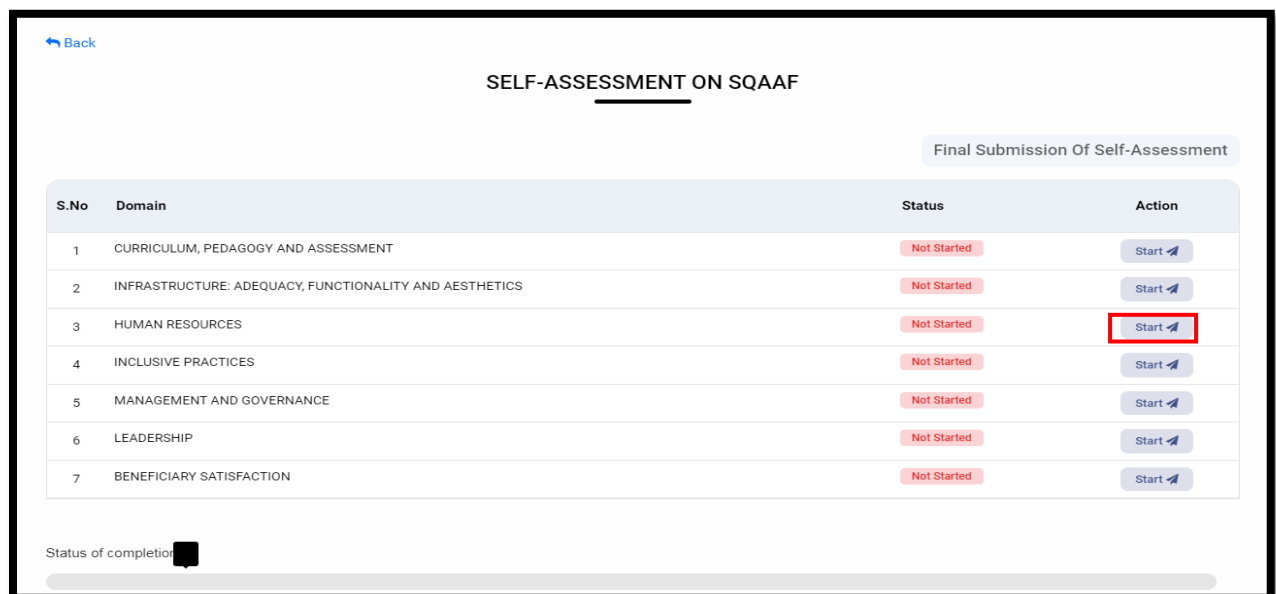 Back
SELF-ASSESSMENT ON SQAAF
Final Submission Of Self-Assessment
S.No Domain Status Action
1 CURRICULUM, PEDAGOGY AND ASSESSMENT Not Started Start
2 INFRASTRUCTURE: ADEQUACY, FUNCTIONALITY AND AESTHETICS Not Started Start
3 HUMAN RESOURCES Not Started Start
4 INCLUSIVE PRACTICES Not Started Start
5 MANAGEMENT AND GOVERNANCE Not Started Start
6 LEADERSHIP Not Started Start
7 BENEFICIARY SATISFACTION Not Started Start
Status of completion